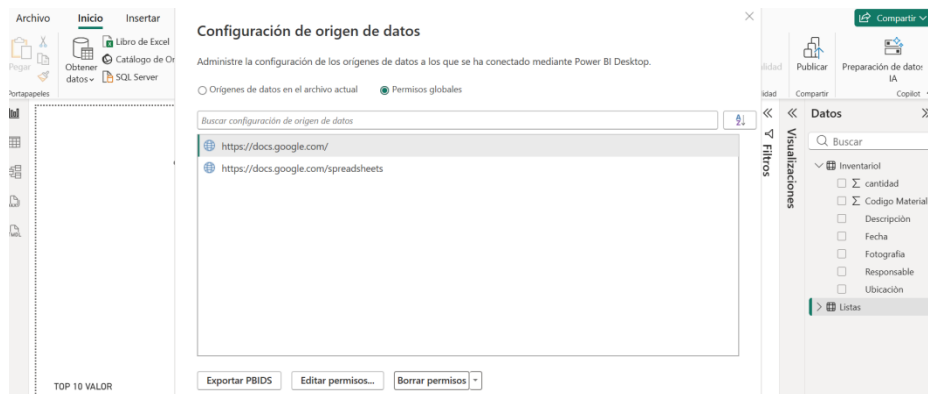 Archivo Inicio Insertar
Pegar
Portapapeles
Obtener datos
Libro de Excel
Catálogo de Or
SQL Server
Configuración de origen de datos
Administre la configuración de los orígenes de datos a los que se ha conectado mediante Power BI Desktop.
Orígenes de datos en el archivo actual Permisos globales
Buscar configuración de origen de datos
https://docs.google.com/
https://docs.google.com/spreadsheets
Exportar PBIDS Editar permisos... Borrar permisos
TOP 10 VALOR
Compartir
lidad
idad
Publicar
Compartir
Preparación de datos
IA
Copilot
Filtros
Visualizaciones
Datos
Buscar
Inventariol
cantidad
Codigo Material
Descripción
Fecha
Fotografia
Responsable
Ubicación
Listas